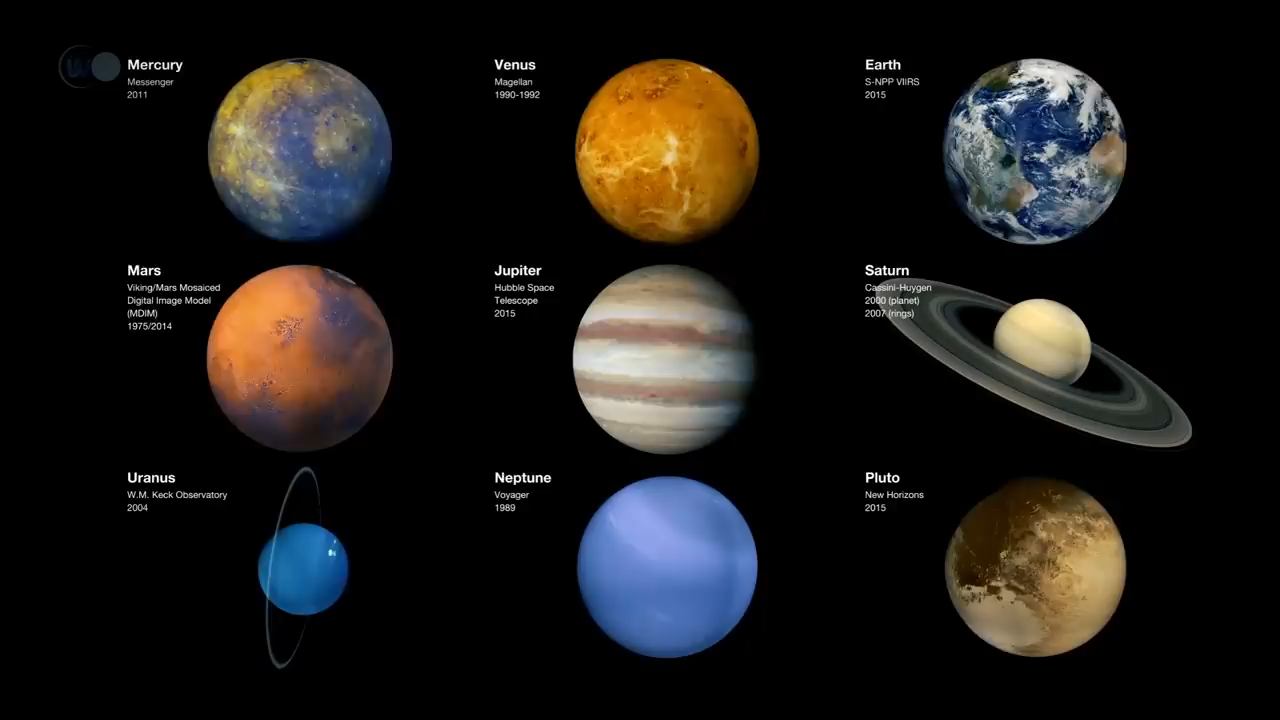 Mercury
Messenger
2011
Venus
Magellan
1990-1992
Earth
S-NPP VIIRS
2015
Mars
Viking/Mars Mosaiced
Digital Image Model
(MDIM)
1975/2014
Jupiter
Hubble Space
Telescope
2015
Saturn
Cassini-Huygen
2000 (planet)
2007 (rings)
Uranus
W.M. Keck Observatory
2004
Neptune
Voyager
1989
Pluto
New Horizons
2015